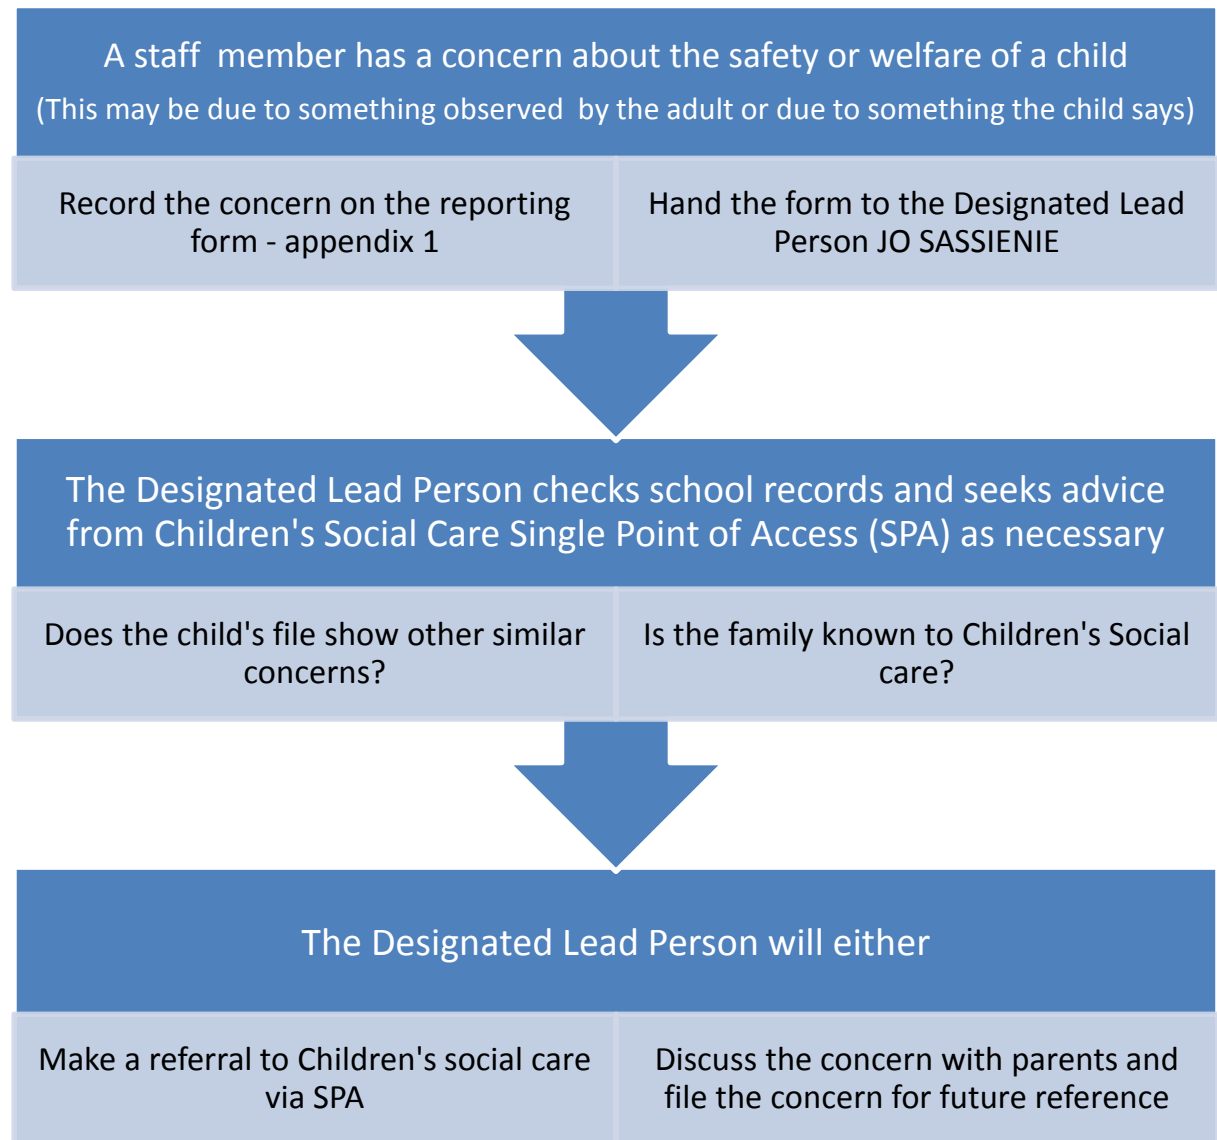 A staff  member has a concern about the safety or welfare of a child
(This may be due to something observed  by the adult or due to something the child says)
Record the concern on the reporting
form - appendix 1
Hand the form to the Designated Lead
Person JO SASSIENIE
The Designated Lead Person checks school records and seeks advice
from Children's Social Care Single Point of Access (SPA) as necessary
Does the child's file show other similar
concerns?
Is the family known to Children's Social
care?
The Designated Lead Person will either
Make a referral to Children's social care
via SPA
Discuss the concern with parents and
file the concern for future reference